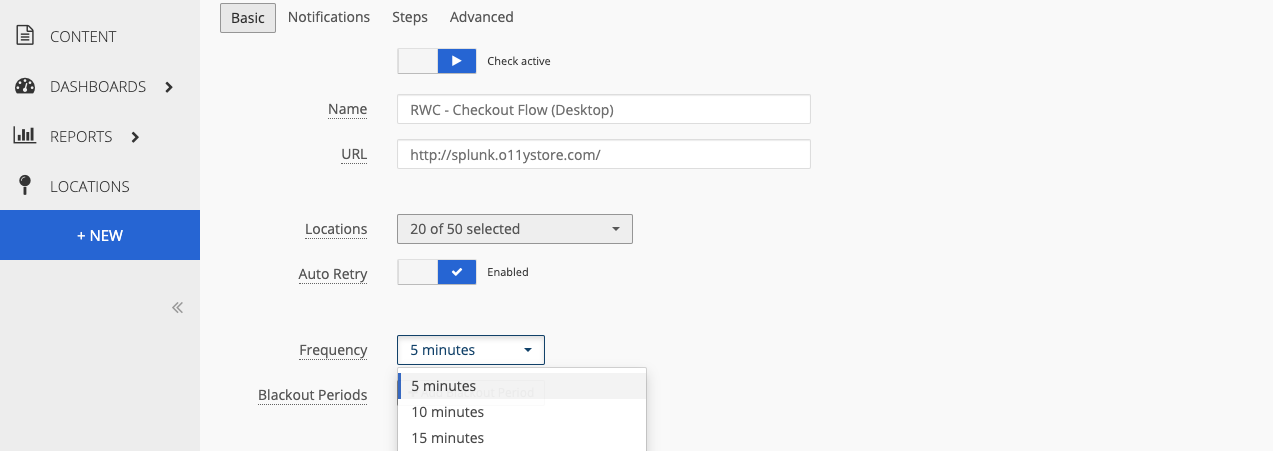 Basic Notifications Steps Advanced
CONTENT
DASHBOARDS
REPORTS
LOCATIONS
+ NEW
Check active
Name RWC - Checkout Flow (Desktop)
URL http://splunk.o11ystore.com/
Locations 20 of 50 selected
Auto Retry Enabled
Frequency 5 minutes
Blackout Periods
5 minutes
10 minutes
15 minutes